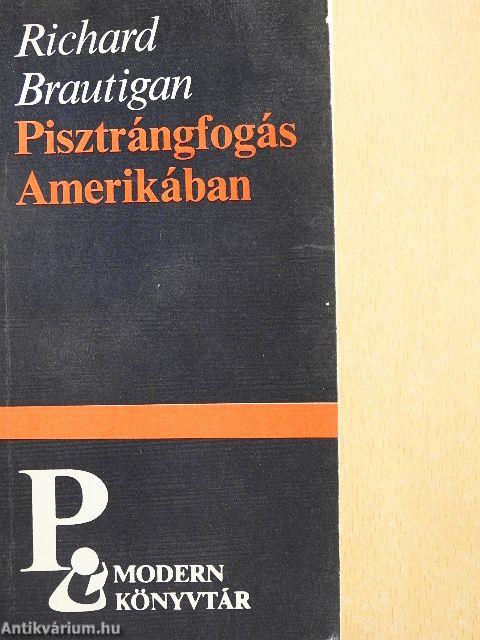 Richard
Brautigan
Pisztrángfogás
Amerikában
P
MODERN
KÖNYVTÁR
Antikvárium.hu